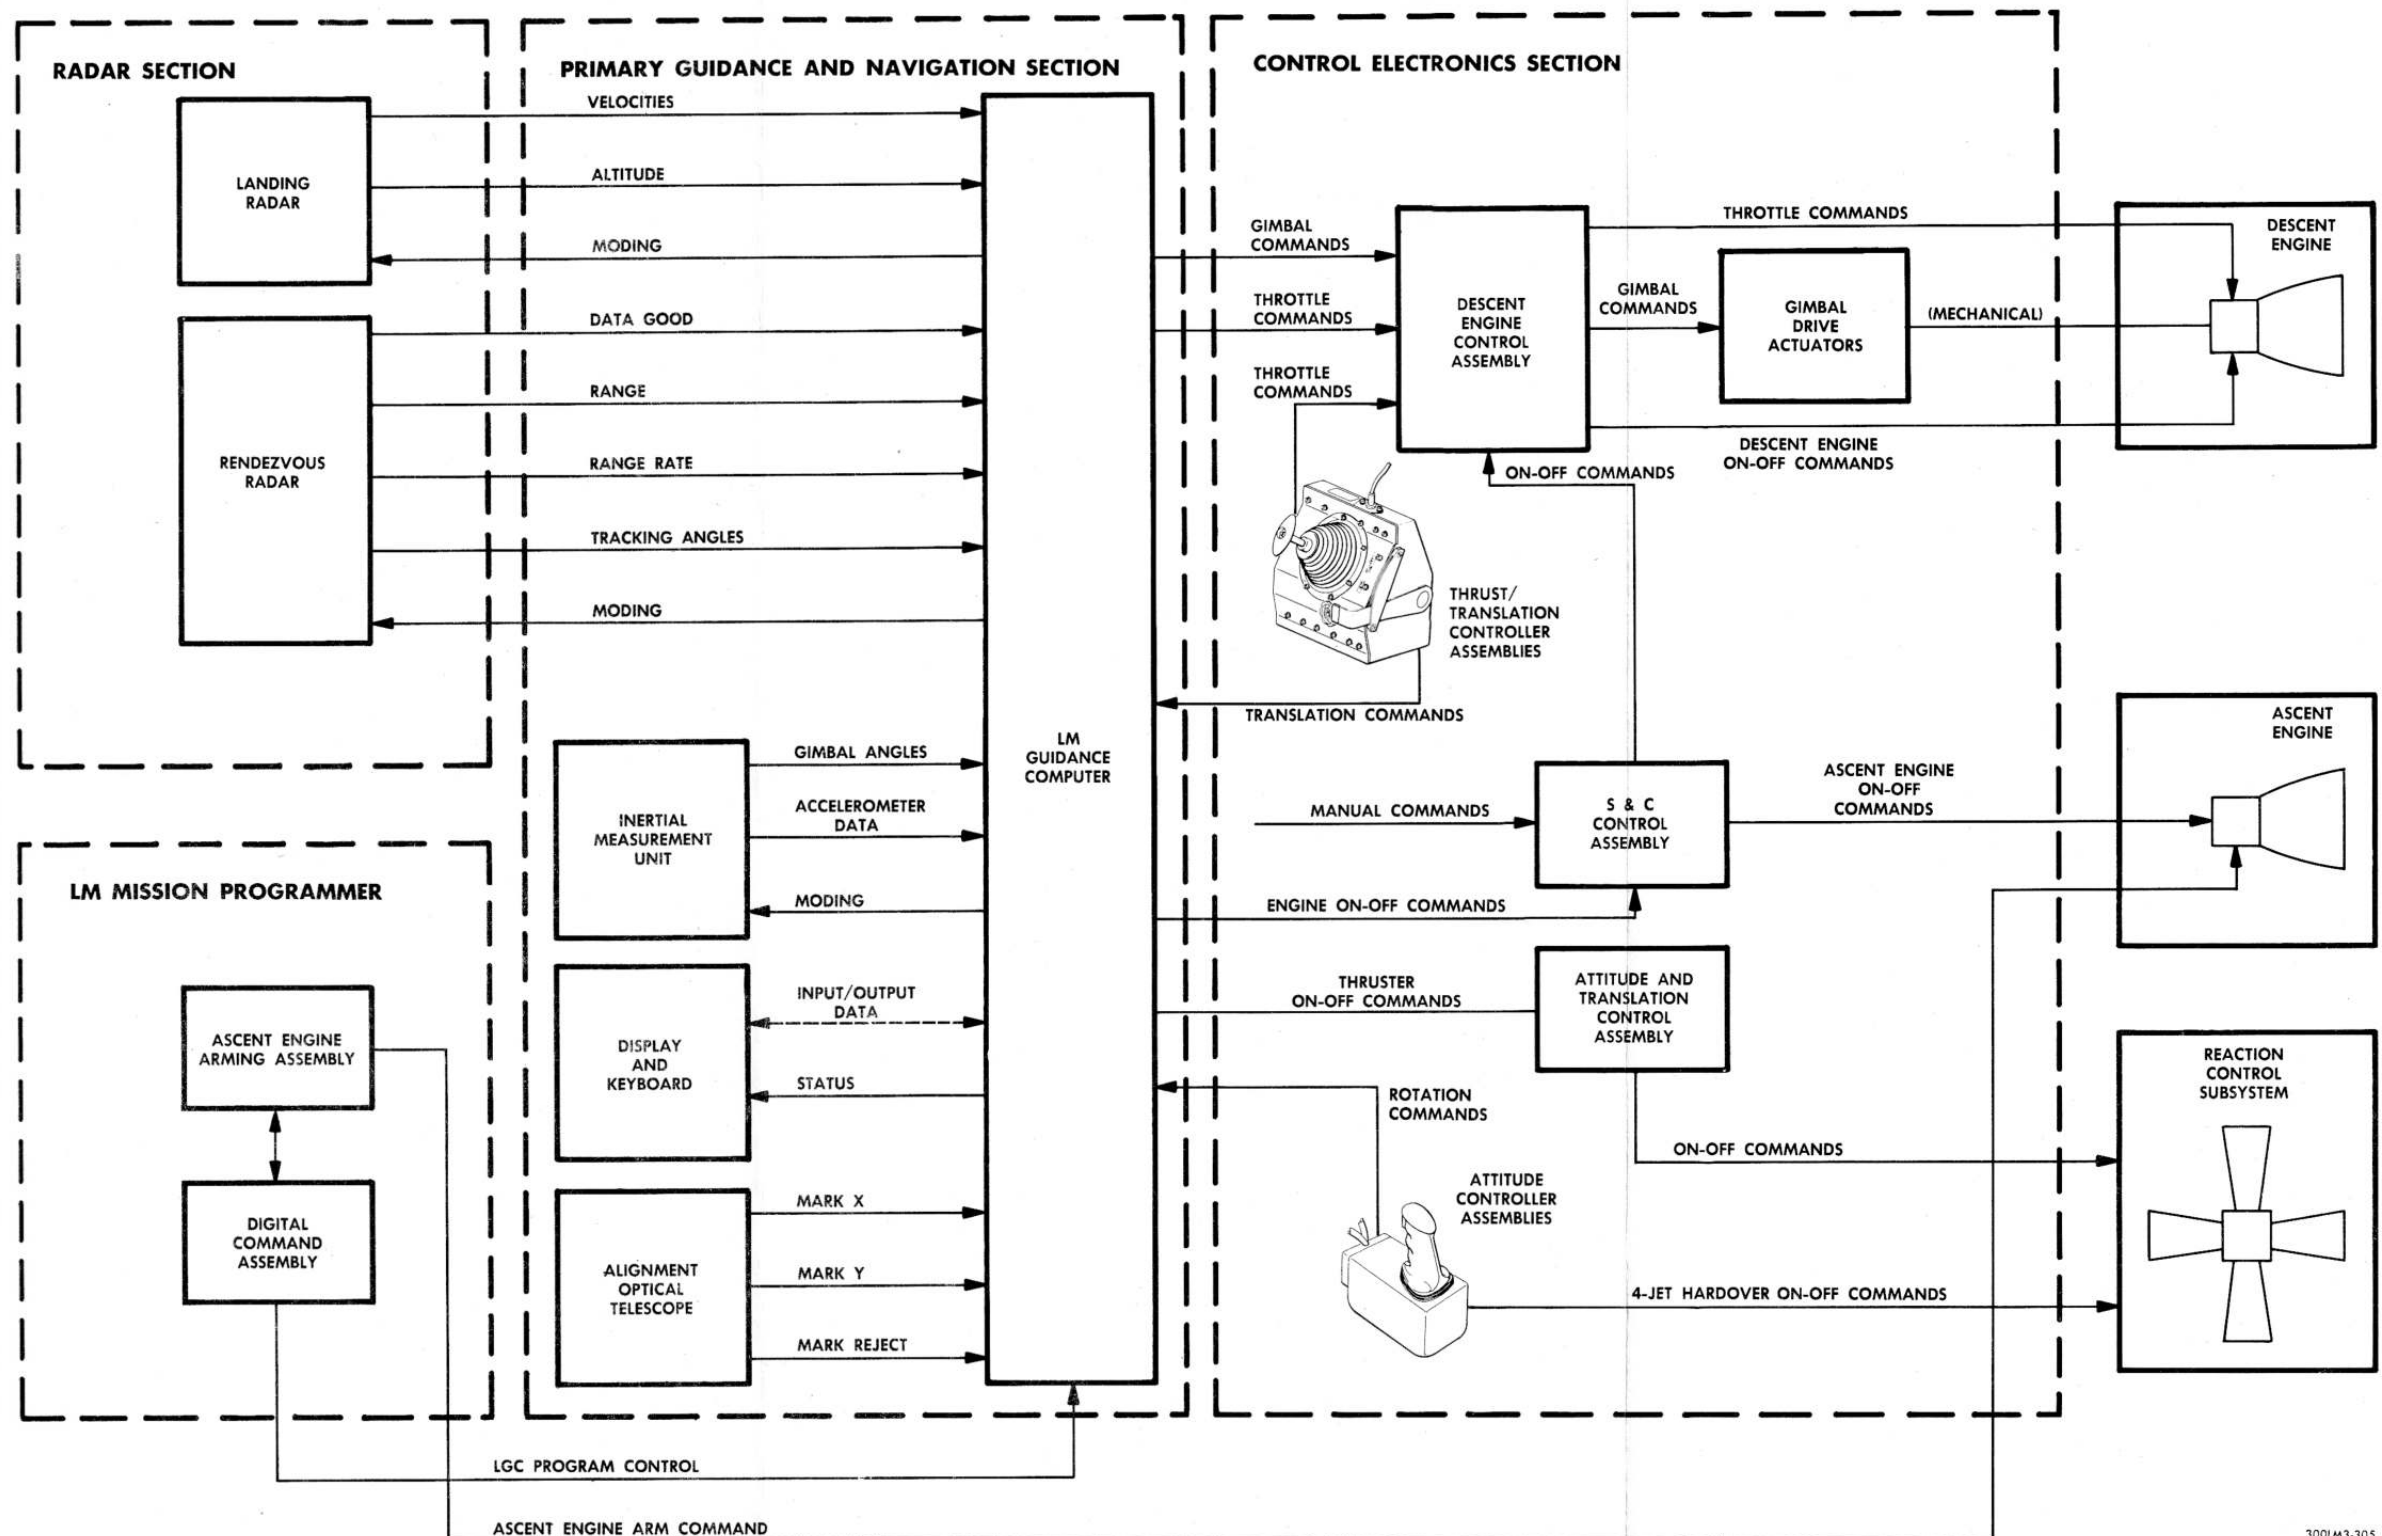 RADAR SECTION
LANDING
RADAR
RENDEZVOUS
RADAR
PRIMARY GUIDANCE AND NAVIGATION SECTION
VELOCITIES
ALTITUDE
MODING
DATA GOOD
RANGE
RANGE RATE
TRACKING ANGLES
MODING
INERTIAL
MEASUREMENT
UNIT
GIMBAL ANGLES
ACCELEROMETER
DATA
MODING
DISPLAY
AND
KEYBOARD
INPUT/OUTPUT
DATA
STATUS
ALIGNMENT
OPTICAL
TELESCOPE
MARK X
MARK Y
MARK REJECT
LM
GUIDANCE
COMPUTER
LM MISSION PROGRAMMER
ASCENT ENGINE
ARMING ASSEMBLY
DIGITAL
COMMAND
ASSEMBLY
LGC PROGRAM CONTROL
ASCENT ENGINE ARM COMMAND
CONTROL ELECTRONICS SECTION
GIMBAL
COMMANDS
THROTTLE
COMMANDS
THROTTLE
COMMANDS
DESCENT
ENGINE
CONTROL
ASSEMBLY
THROTTLE COMMANDS
GIMBAL
COMMANDS
GIMBAL
DRIVE
ACTUATORS
(MECHANICAL)
DESCENT ENGINE
ON-OFF COMMANDS
ON-OFF COMMANDS
THRUST/
TRANSLATION
CONTROLLER
ASSEMBLIES
TRANSLATION COMMANDS
MANUAL COMMANDS
S & C
CONTROL
ASSEMBLY
ASCENT ENGINE
ON-OFF
COMMANDS
ENGINE ON-OFF COMMANDS
THRUSTER
ON-OFF COMMANDS
ATTITUDE AND
TRANSLATION
CONTROL
ASSEMBLY
ROTATION
COMMANDS
ON-OFF COMMANDS
ATTITUDE
CONTROLLER
ASSEMBLIES
4-JET HARDOVER ON-OFF COMMANDS
DESCENT
ENGINE
ASCENT
ENGINE
REACTION
CONTROL
SUBSYSTEM
300LM3-305